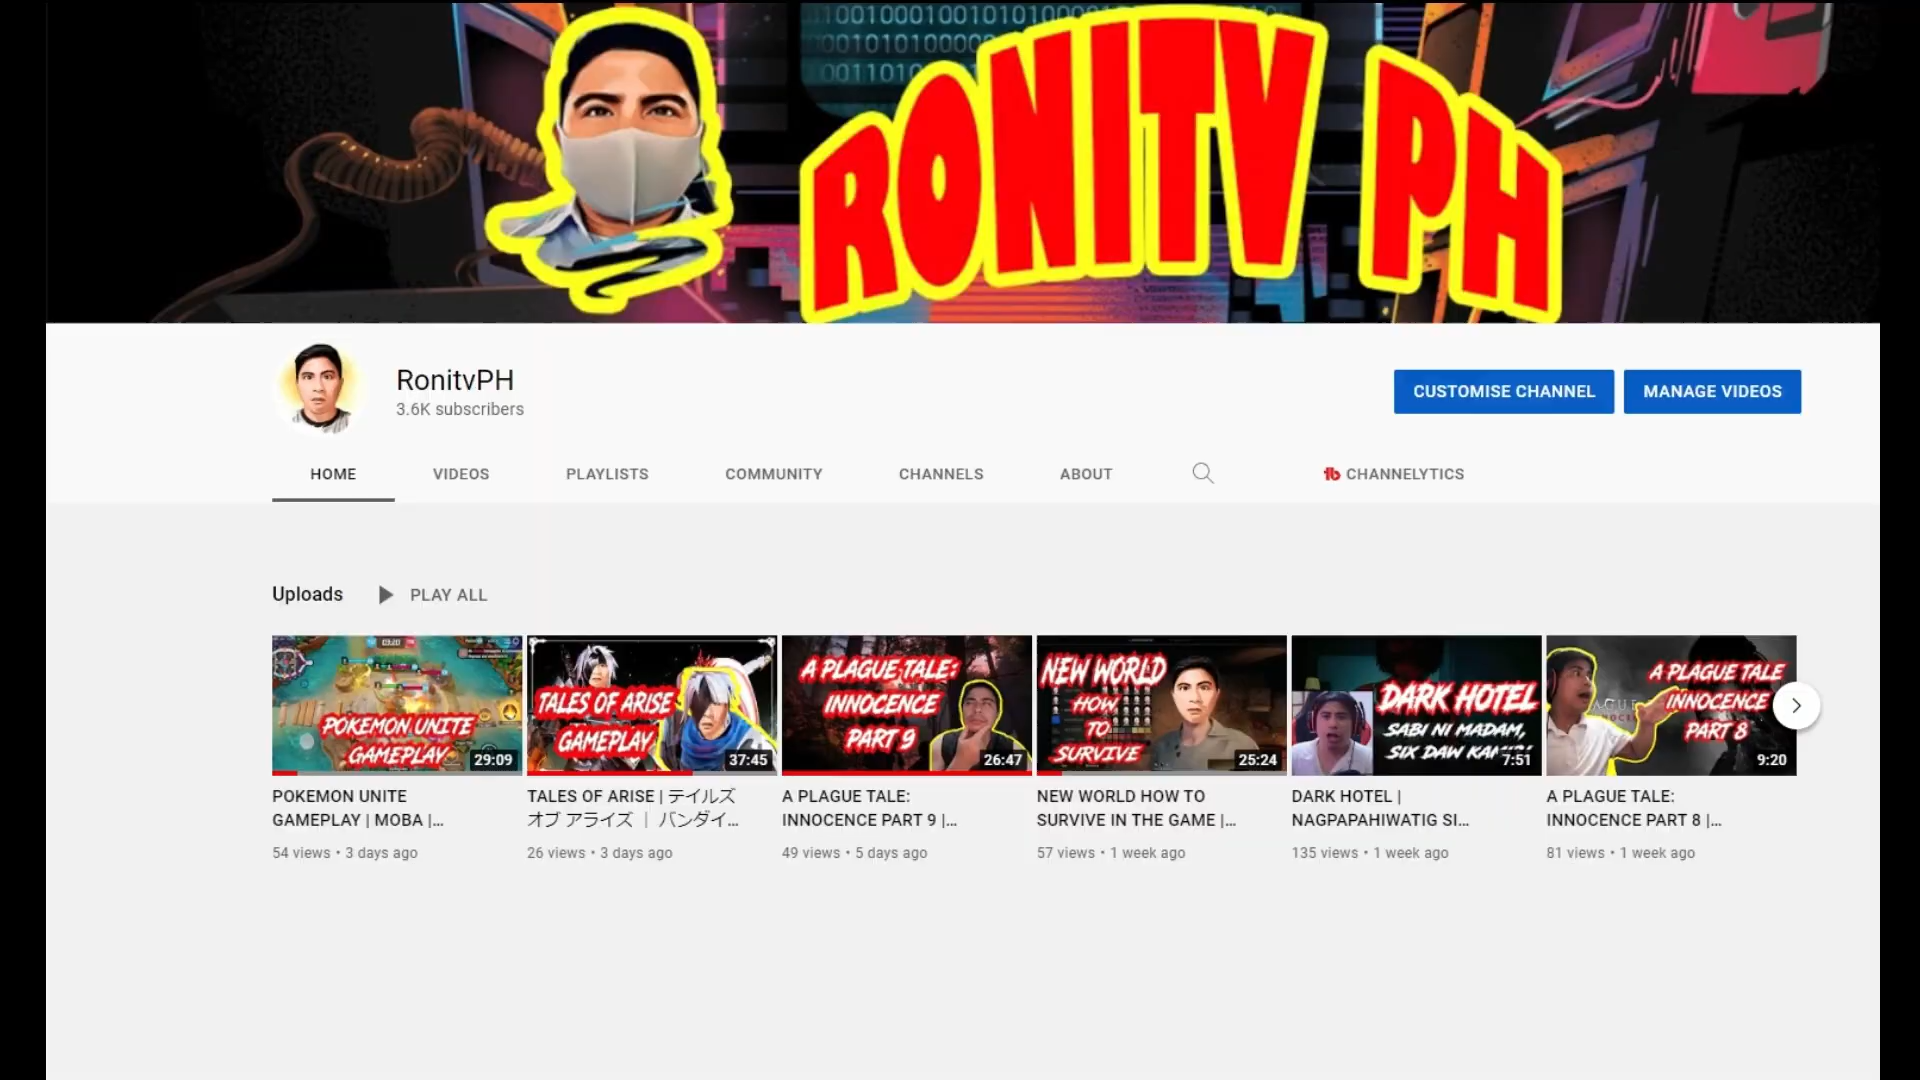 1001000100101010000
0010101000000
RONITV PH
RonitvPH
3.6K subscribers
CUSTOMISE CHANNEL
MANAGE VIDEOS
HOME
VIDEOS
PLAYLISTS
COMMUNITY
CHANNELS
ABOUT
CHANNELYTICS
Uploads
PLAY ALL
POKEMON UNITE
GAMEPLAY
29:09
TALES OF ARISE
GAMEPLAY
37:45
A PLAGUE TALE:
INNOCENCE
PART 9
26:47
NEW WORLD
HOW
TO
SURVIVE
25:24
DARK HOTEL
SABI NI MADAM,
SIX DAW
7:51
A PLAGUE TALE
INNOCENCE
PART 8
9:20
POKEMON UNITE
GAMEPLAY | MOBA |...
54 views • 3 days ago
TALES OF ARISE | テイルズ
オブ アライズ ｜ バンダイ...
26 views • 3 days ago
A PLAGUE TALE:
INNOCENCE PART 9 |...
49 views • 5 days ago
NEW WORLD HOW TO
SURVIVE IN THE GAME |...
57 views • 1 week ago
DARK HOTEL |
NAGPAPAHIWATIG SI...
135 views • 1 week ago
A PLAGUE TALE:
INNOCENCE PART 8 |...
81 views • 1 week ago